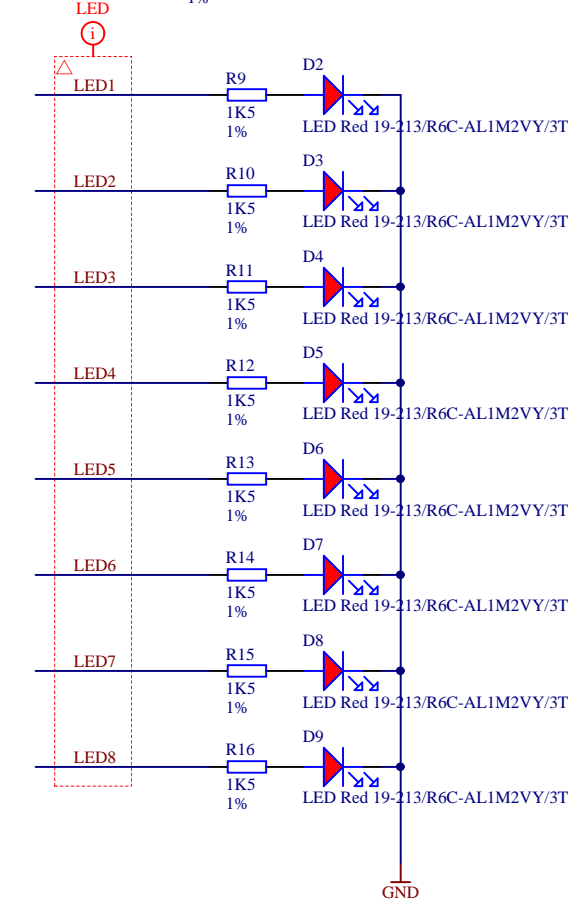 1%
LED
i
LED1
R9
1K5
1%
D2
LED Red 19-213/R6C-AL1M2VY/3T
LED2
R10
1K5
1%
D3
LED Red 19-213/R6C-AL1M2VY/3T
LED3
R11
1K5
1%
D4
LED Red 19-213/R6C-AL1M2VY/3T
LED4
R12
1K5
1%
D5
LED Red 19-213/R6C-AL1M2VY/3T
LED5
R13
1K5
1%
D6
LED Red 19-213/R6C-AL1M2VY/3T
LED6
R14
1K5
1%
D7
LED Red 19-213/R6C-AL1M2VY/3T
LED7
R15
1K5
1%
D8
LED Red 19-213/R6C-AL1M2VY/3T
LED8
R16
1K5
1%
D9
LED Red 19-213/R6C-AL1M2VY/3T
GND